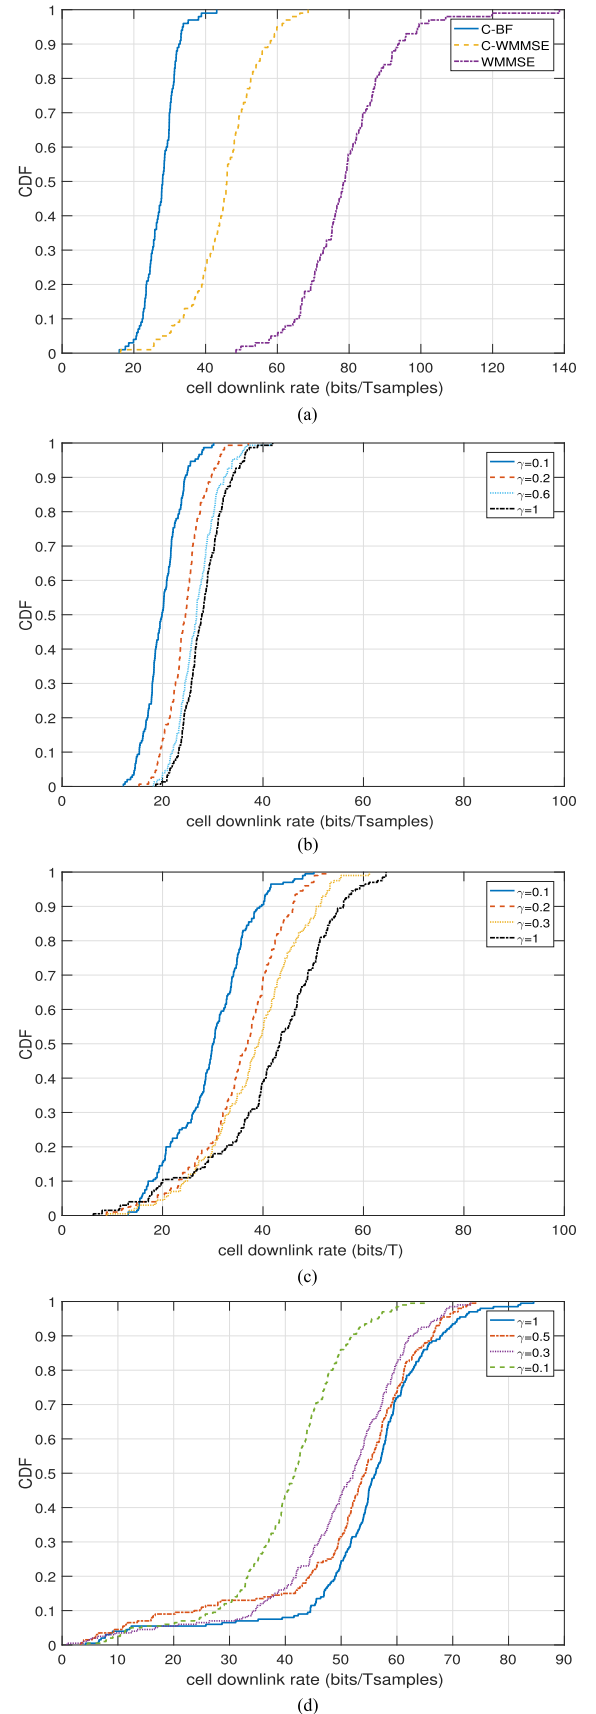 1
0.9
0.8
0.7
0.6
0.5
0.4
0.3
0.2
0.1
0
CDF
C-BF
C-WMMSE
WMMSE
0 20 40 60 80 100 120 140
cell downlink rate (bits/Tsamples)
(a)
1
0.9
0.8
0.7
0.6
0.5
0.4
0.3
0.2
0.1
0
CDF
γ=0.1
γ=0.2
γ=0.6
γ=1
0 20 40 60 80 100
cell downlink rate (bits/Tsamples)
(b)
1
0.9
0.8
0.7
0.6
0.5
0.4
0.3
0.2
0.1
0
CDF
γ=0.1
γ=0.2
γ=0.3
γ=1
0 20 40 60 80 100
cell downlink rate (bits/T)
(c)
1
0.9
0.8
0.7
0.6
0.5
0.4
0.3
0.2
0.1
0
CDF
γ=1
γ=0.5
γ=0.3
γ=0.1
0 10 20 30 40 50 60 70 80 90
cell downlink rate (bits/Tsamples)
(d)